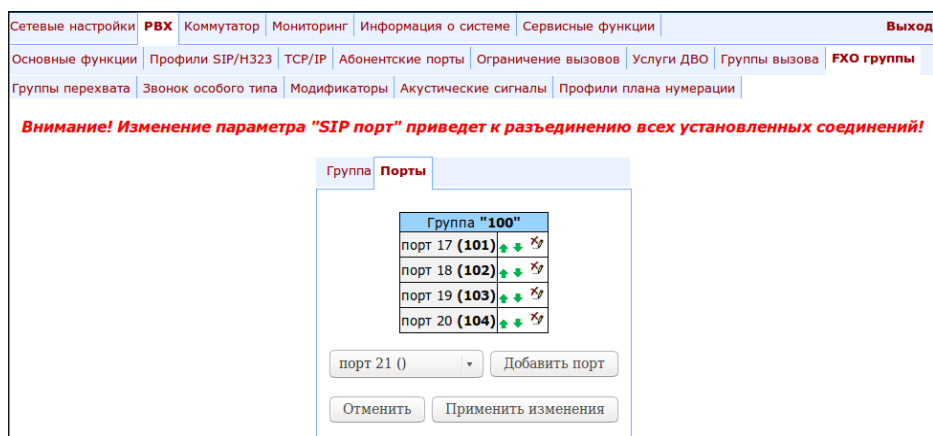 Сетевые настройки PBX Коммутатор Мониторинг Информация о системе Сервисные функции Выход
Основные функции Профили SIP/H323 TCP/IP Абонентские порты Ограничение вызовов Услуги ДВО Группы вызова FXO группы
Группы перехвата Звонок особого типа Модификаторы Акустические сигналы Профили плана нумерации
Внимание! Изменение параметра "SIP порт" приведет к разъединению всех установленных соединений!
Группа Порты
Группа "100"
порт 17 (101)
порт 18 (102)
порт 19 (103)
порт 20 (104)
порт 21 () Добавить порт
Отменить Применить изменения